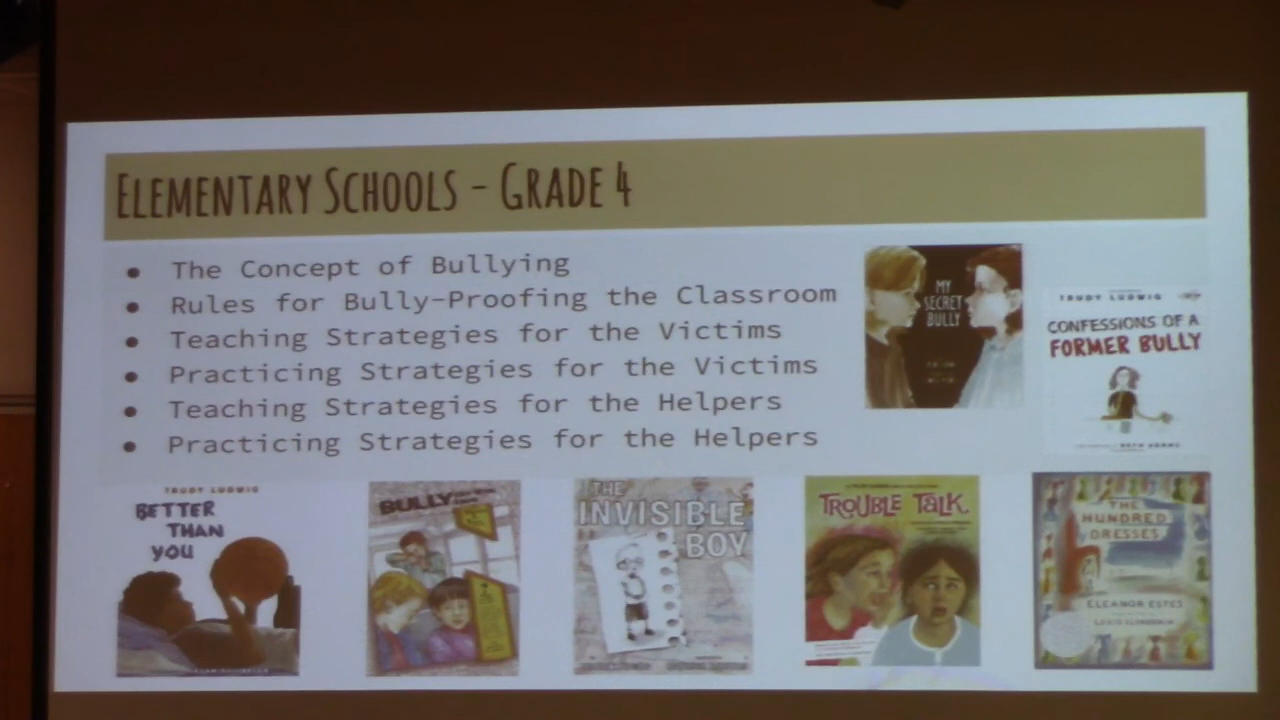 ELEMENTARY SCHOOLS - GRADE 4
• The Concept of Bullying
• Rules for Bully-Proofing the Classroom
• Teaching Strategies for the Victims
• Practicing Strategies for the Victims
• Teaching Strategies for the Helpers
• Practicing Strategies for the Helpers
MY
SECRET
BULLY
TRUDY LUDWIG
CONFESSIONS OF A
FORMER BULLY
TRUDY LUDWIG
BETTER
THAN
YOU
BULLY
THE
INVISIBLE
BOY
TROUBLE TALK
THE
HUNDRED
DRESSES
ELEANOR ESTES